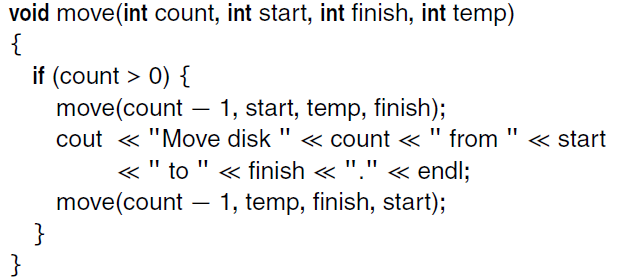 void move(int count, int start, int finish, int temp)
{
if (count > 0) {
move(count − 1, start, temp, finish);
cout ≪ "Move disk " ≪ count ≪ " from " ≪ start
≪ " to " ≪ finish ≪ "." ≪ endl;
move(count − 1, temp, finish, start);
}
}